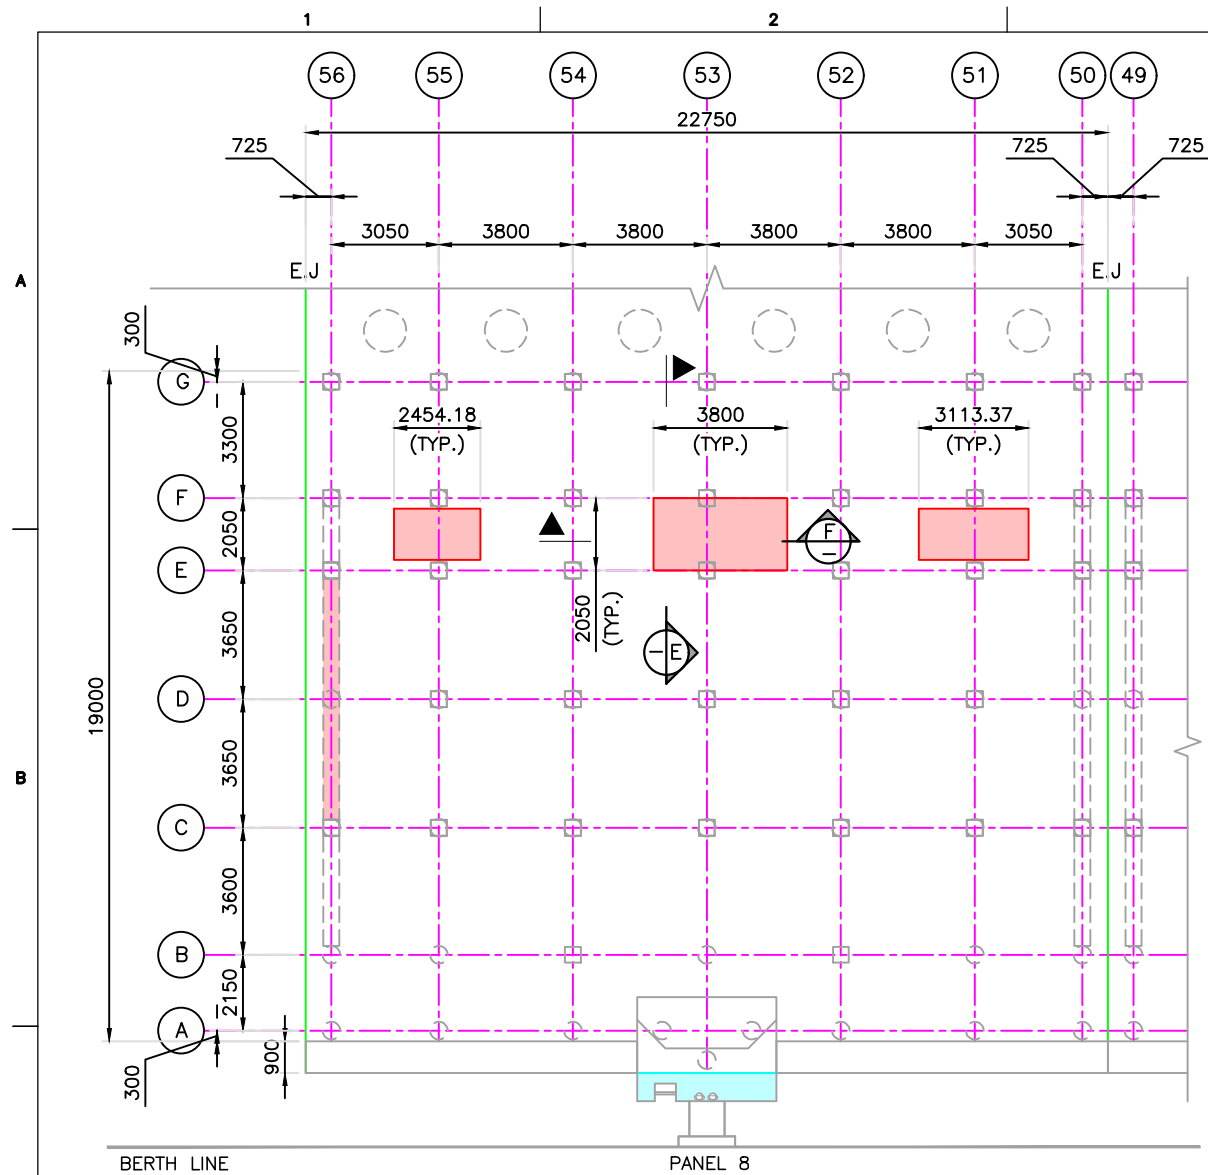 1 2
56 55 54 53 52 51 50 49
22750
725 725 725
3050 3800 3800 3800 3800 3050
E.J E.J
A
300
G
2454.18 3800 3113.37
(TYP.) (TYP.) (TYP.)
3300
F
2050
F
–
E
2050
(TYP.)
3650
–E
D
19000
3650
B
C
3600
B
2150
A
900
300
BERTH LINE PANEL 8